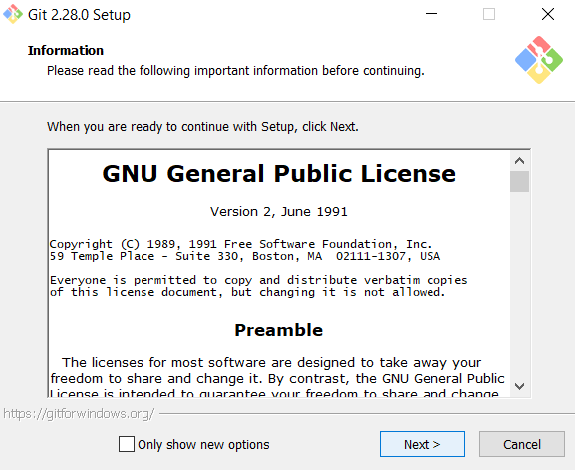 Git 2.28.0 Setup
Information
Please read the following important information before continuing.
When you are ready to continue with Setup, click Next.
GNU General Public License
Version 2, June 1991
Copyright (C) 1989, 1991 Free Software Foundation, Inc.
59 Temple Place - Suite 330, Boston, MA  02111-1307, USA
Everyone is permitted to copy and distribute verbatim copies
of this license document, but changing it is not allowed.
Preamble
The licenses for most software are designed to take away your
freedom to share and change it. By contrast, the GNU General Public
License is intended to guarantee your freedom to share and change
https://gitforwindows.org/
Only show new options
Next >
Cancel